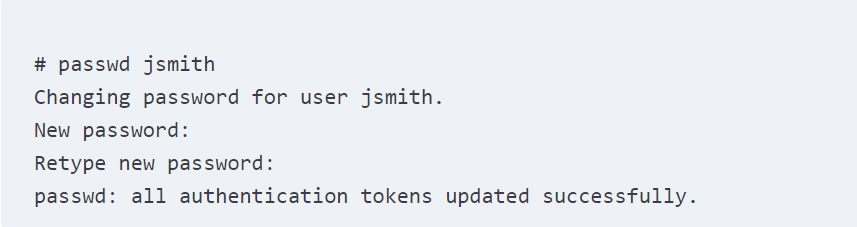 # passwd jsmith
Changing password for user jsmith.
New password:
Retype new password:
passwd: all authentication tokens updated successfully.